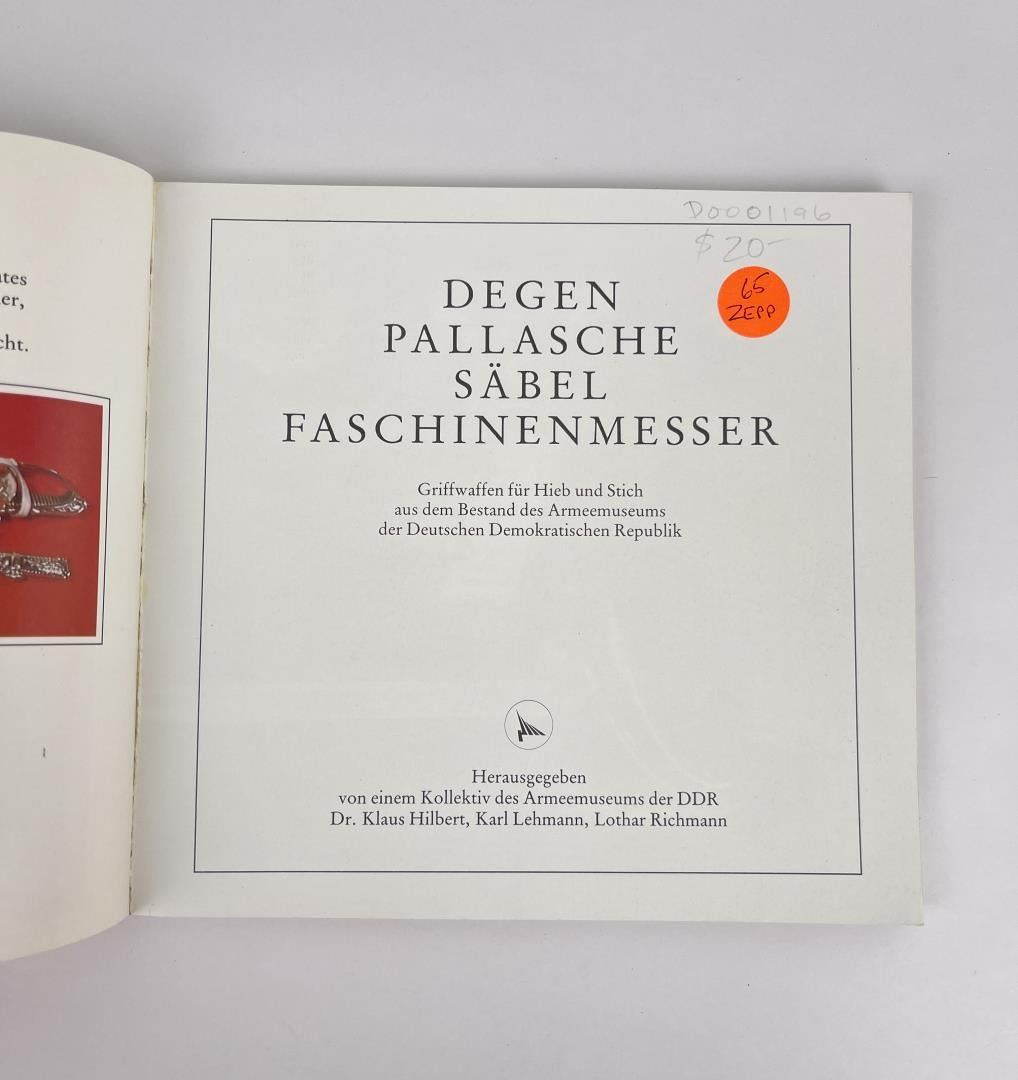 cht.
D0001196
$20-
65
ZEPP
DEGEN
PALLASCHE
SÄBEL
FASCHINENMESSER
Griffwaffen für Hieb und Stich
aus dem Bestand des Armeemuseums
der Deutschen Demokratischen Republik
Herausgegeben
von einem Kollektiv des Armeemuseums der DDR
Dr. Klaus Hilbert, Karl Lehmann, Lothar Richmann